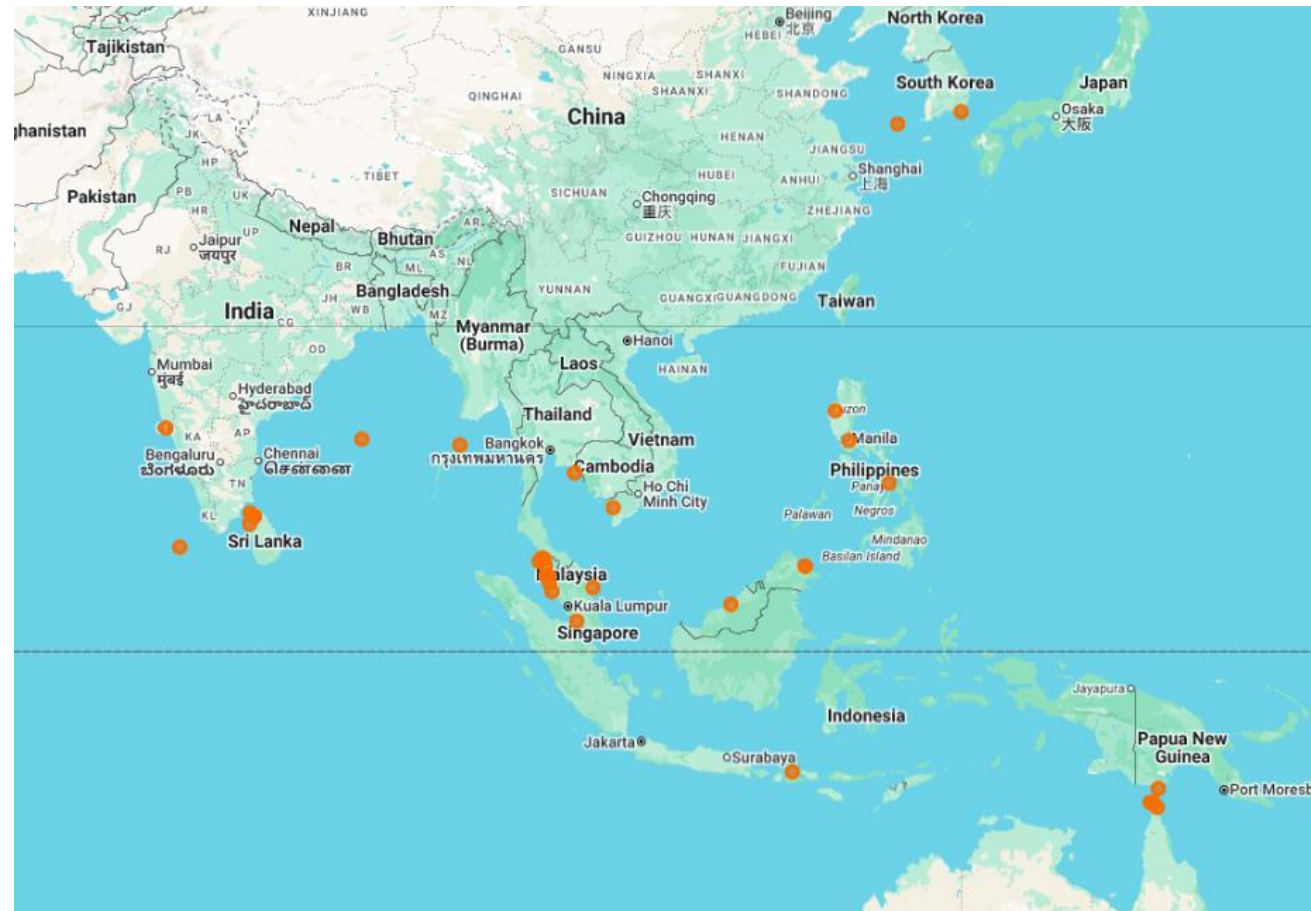 XINJIANG
Beijing
北京
HEBEI
North Korea
Tajikistan
GANSU
NINGXIA
SHANXI
SHAANXI
SHANDONG
South Korea
Japan
QINGHAI
China
Osaka
大阪
ghanistan
LA
JK
HENAN
JIANGSU
HP
TIBET
HUBEI
ANHUI
Shanghai
上海
Pakistan
PB
UK
HR
SICHUAN
Chongqing
重庆
ZHEJIANG
Nepal
AR
UP
RJ
Jaipur
जयपुर
Bhutan
AS
NL
GUIZHOU
HUNAN
JIANGXI
BR
ML
FUJIAN
GJ
India
JH
WB
Bangladesh
MZ
YUNNAN
GUANGXI
GUANGDONG
Taiwan
CG
Myanmar
(Burma)
Hanoi
OD
Laos
HAINAN
Mumbai
मुंबई
Hyderabad
హైదరాబాద్
Thailand
uzon
KA
AP
Bengaluru
ಬೆಂಗಳೂರು
Chennai
சென்னை
Bangkok
กรุงเทพมหานคร
Vietnam
Manila
Cambodia
Philippines
TN
Panay
Ho Chi
Minh City
KL
Palawan
Negros
Sri Lanka
Mindanao
Basilan Island
alaysia
Kuala Lumpur
Singapore
Jayapura
Indonesia
Jakarta
Surabaya
Papua New
Guinea
Port Moresb